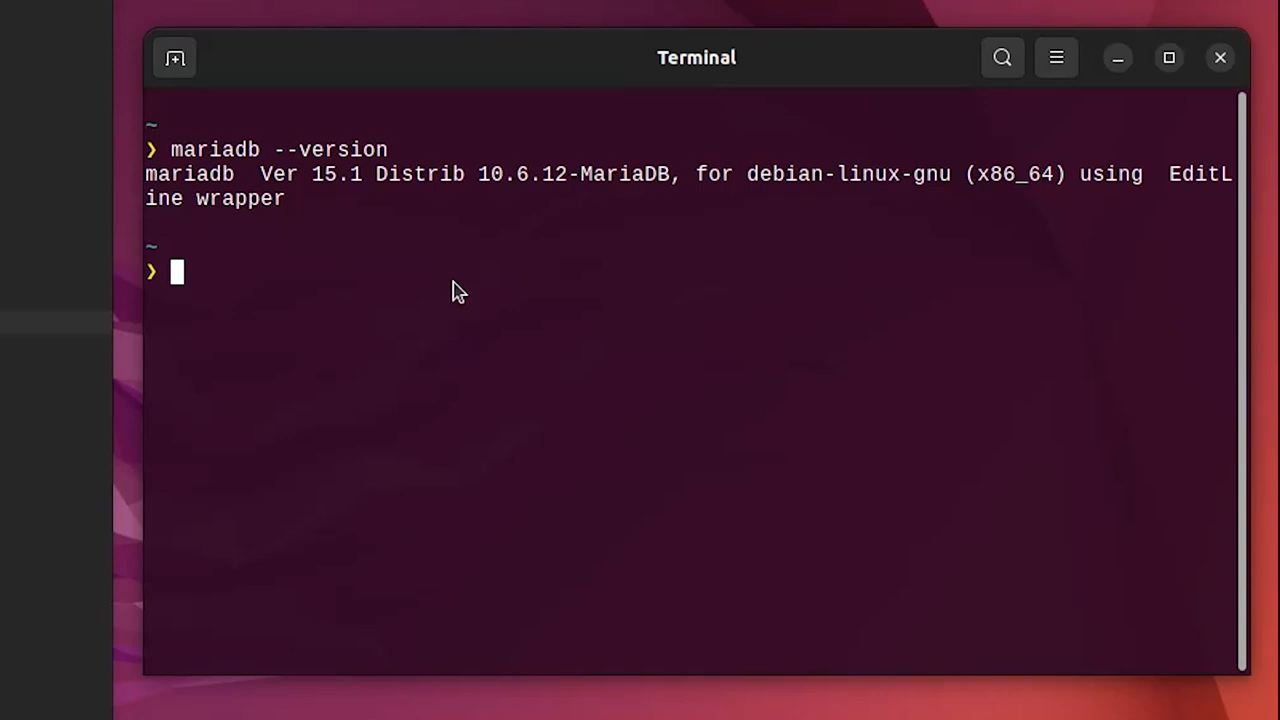 Terminal
~
❯ mariadb --version
mariadb  Ver 15.1 Distrib 10.6.12-MariaDB, for debian-linux-gnu (x86_64) using  EditL
ine wrapper
~
❯